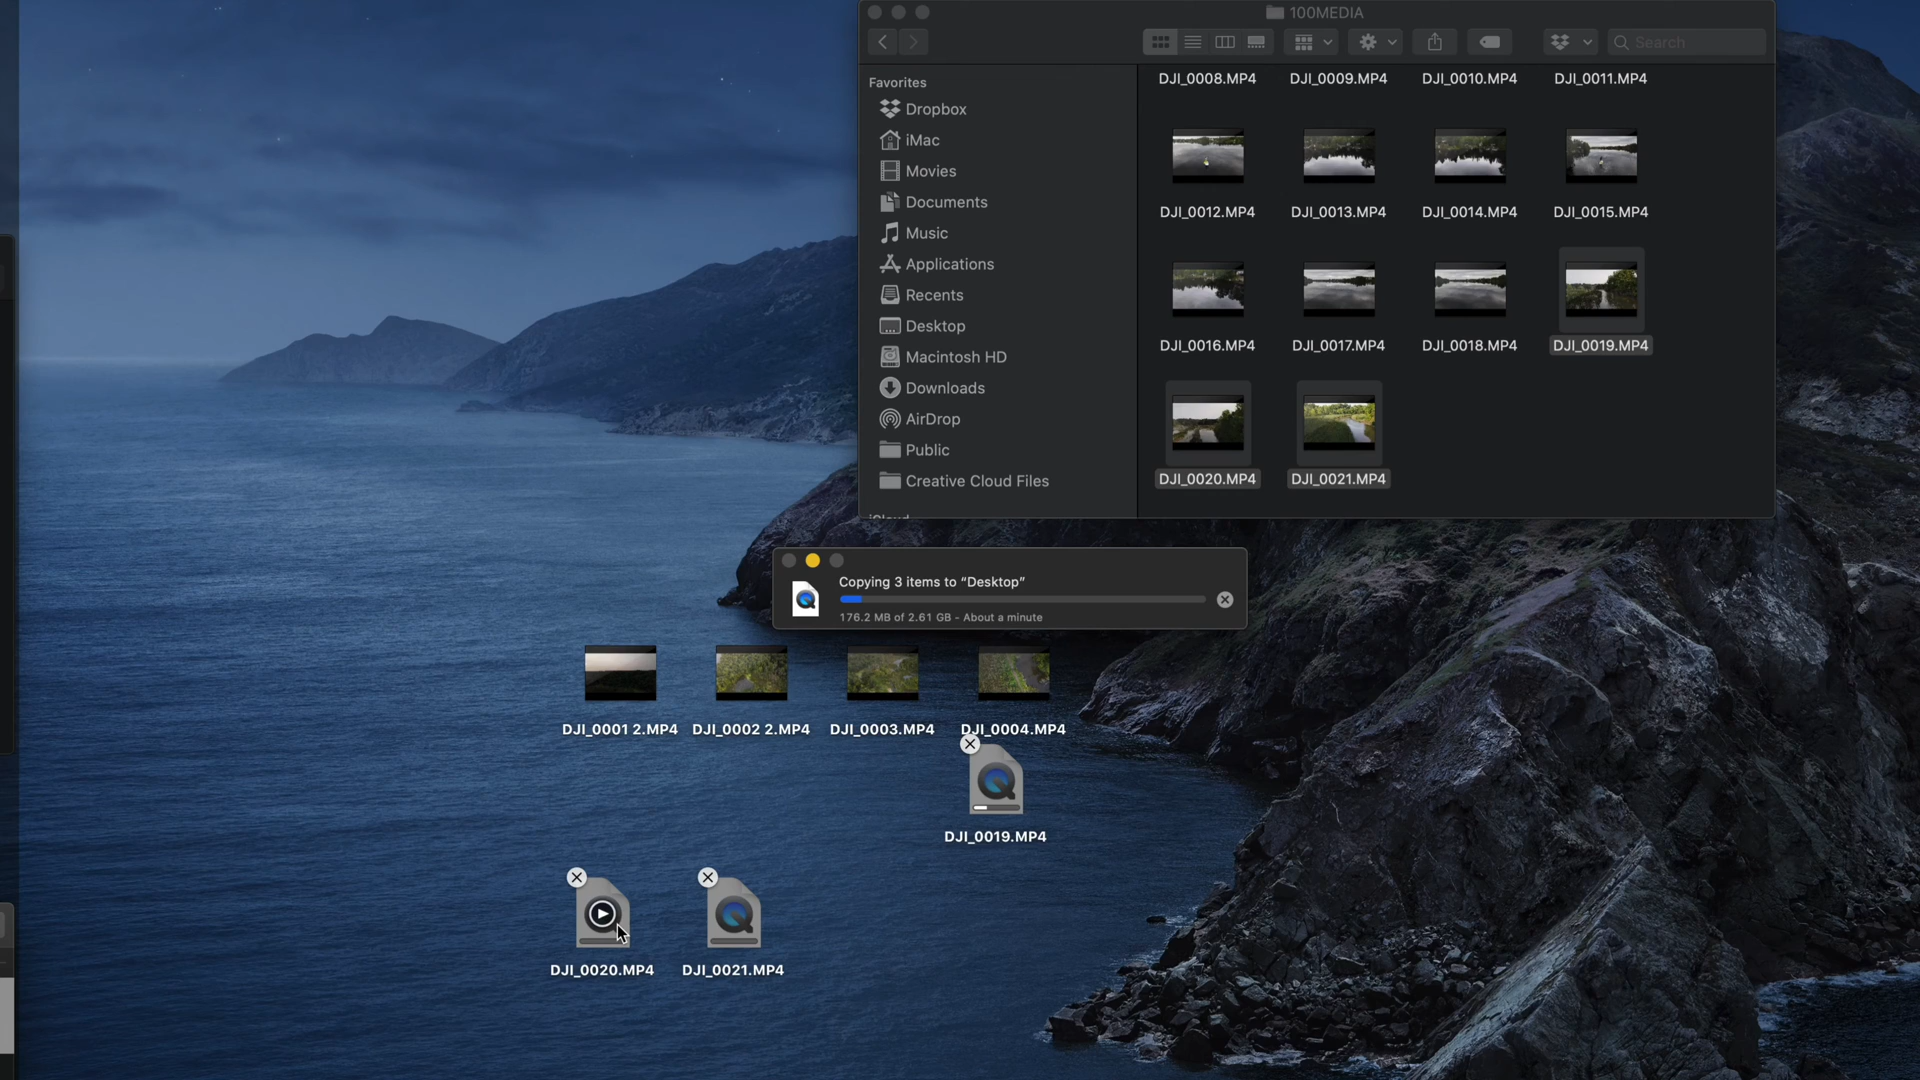 100MEDIA
Search
Favorites
Dropbox
iMac
Movies
Documents
Music
Applications
Recents
Desktop
Macintosh HD
Downloads
AirDrop
Public
Creative Cloud Files
iCloud
DJI_0008.MP4 DJI_0009.MP4 DJI_0010.MP4 DJI_0011.MP4
DJI_0012.MP4 DJI_0013.MP4 DJI_0014.MP4 DJI_0015.MP4
DJI_0016.MP4 DJI_0017.MP4 DJI_0018.MP4 DJI_0019.MP4
DJI_0020.MP4 DJI_0021.MP4
Copying 3 items to “Desktop”
176.2 MB of 2.61 GB - About a minute
DJI_0001 2.MP4 DJI_0002 2.MP4 DJI_0003.MP4 DJI_0004.MP4
DJI_0019.MP4
DJI_0020.MP4 DJI_0021.MP4